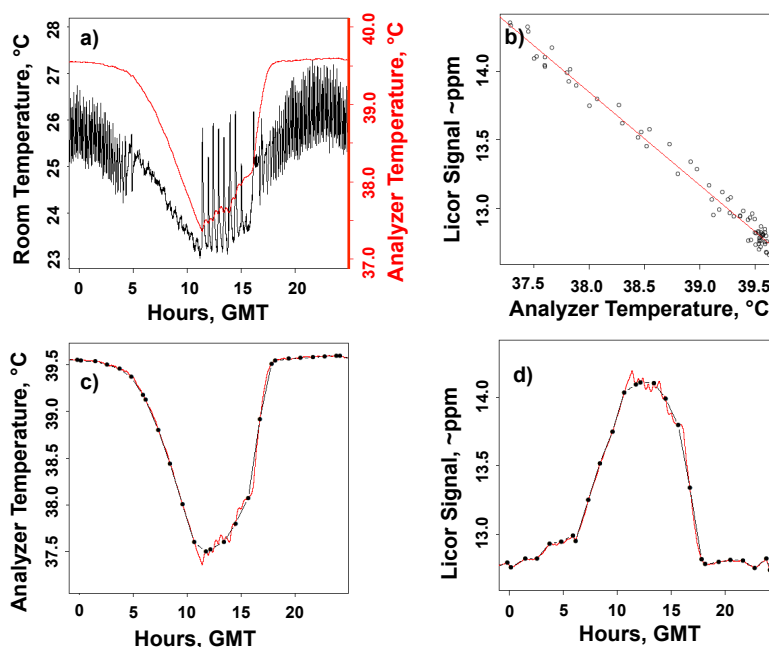 a)
Room Temperature, °C
23 24 25 26 27 28
Analyzer Temperature, °C
37.0 38.0 39.0 40.0
0 5 10 15 20
Hours, GMT
b)
Licor Signal ~ppm
13.0 13.5 14.0
37.5 38.0 38.5 39.0 39.5
Analyzer Temperature, °C
c)
Analyzer Temperature, °C
37.5 38.0 38.5 39.0 39.5
0 5 10 15 20
Hours, GMT
d)
Licor Signal, ~ppm
13.0 13.5 14.0
0 5 10 15 20
Hours, GMT